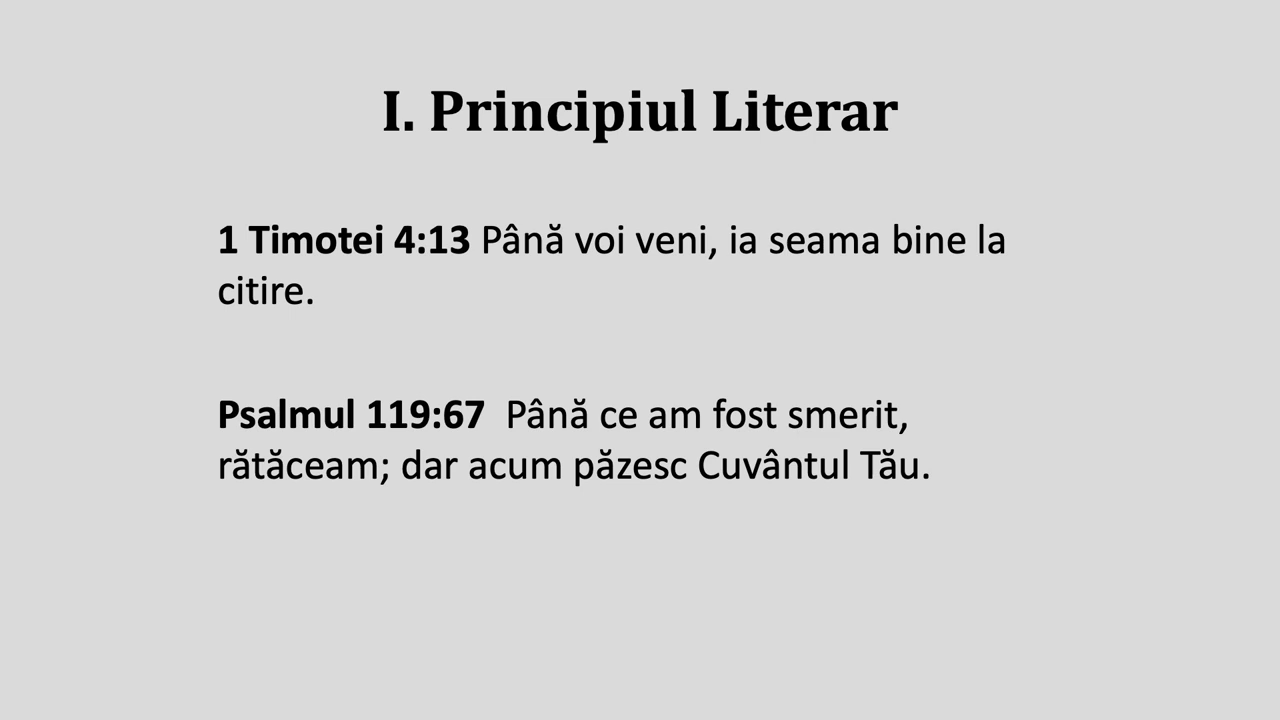 I. Principiul Literar
1 Timotei 4:13 Până voi veni, ia seama bine la
citire.
Psalmul 119:67  Până ce am fost smerit,
rătăceam; dar acum păzesc Cuvântul Tău.